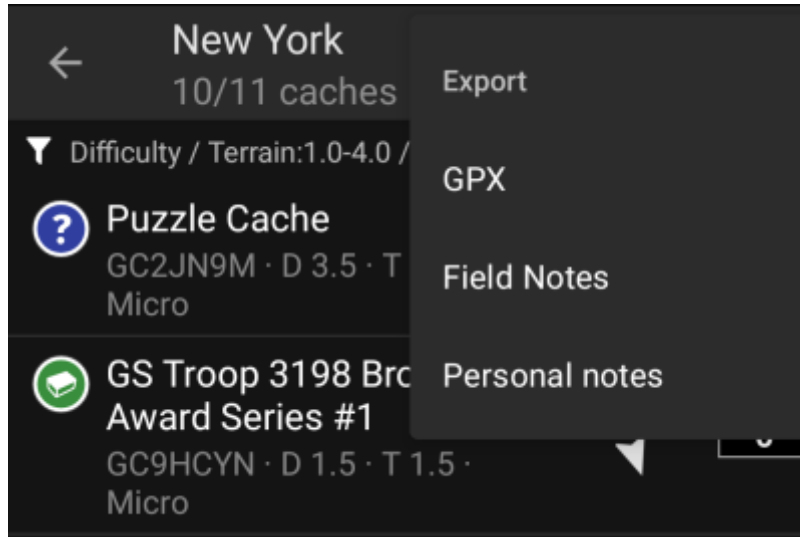 New York
10/11 caches
Difficulty / Terrain:1.0-4.0 /
Puzzle Cache
GC2JN9M · D 3.5 · T
Micro
GS Troop 3198
Award Series #1
GC9HCYN · D 1.5 · T 1.5 ·
Micro
Export
GPX
Field Notes
Personal notes